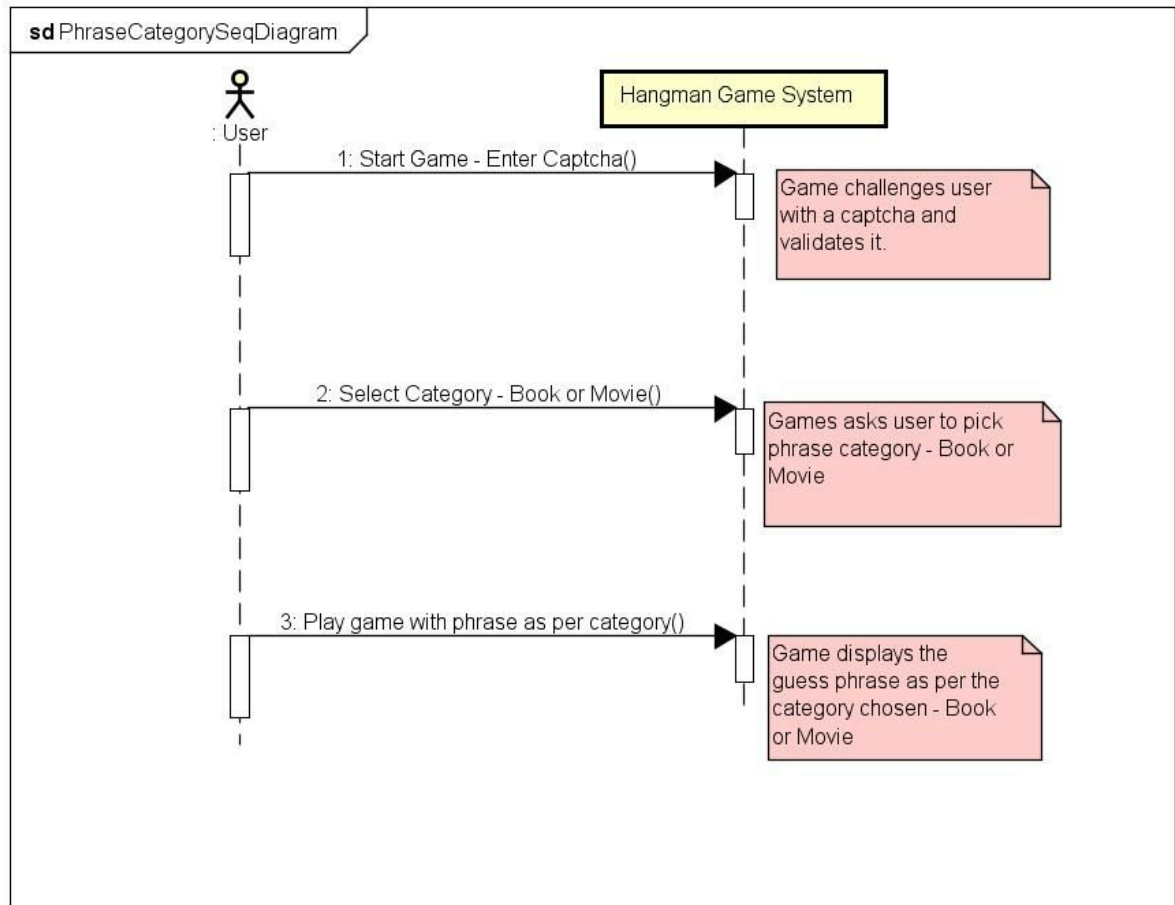 sd PhraseCategorySeqDiagram
Hangman Game System
: User
1: Start Game - Enter Captcha()
Game challenges user
with a captcha and
validates it.
2: Select Category - Book or Movie()
Games asks user to pick
phrase category - Book or
Movie
3: Play game with phrase as per category()
Game displays the
guess phrase as per the
category chosen - Book
or Movie